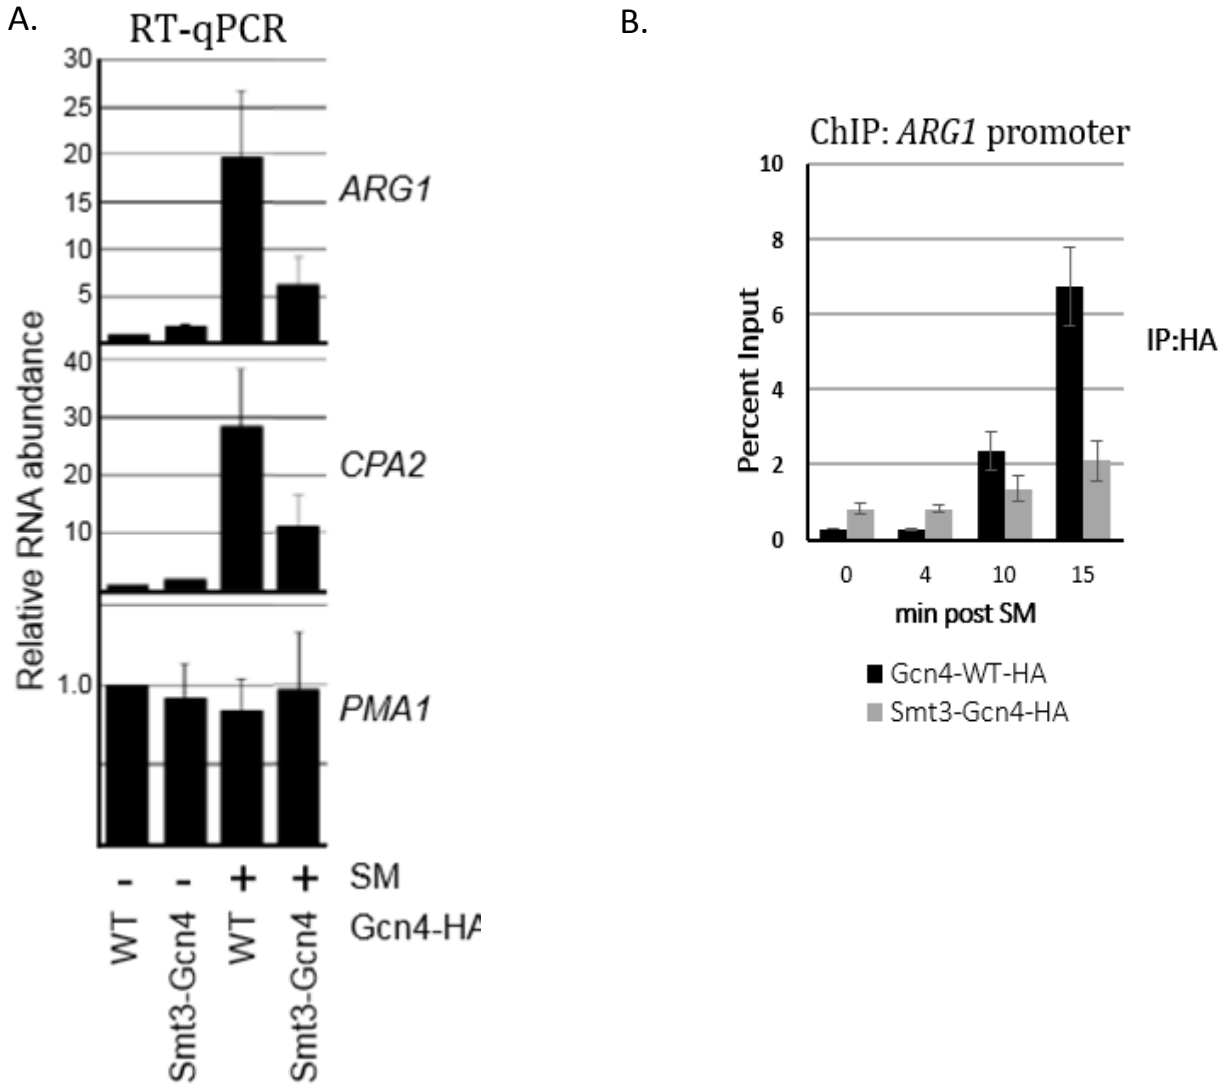 A.
RT-qPCR
30
25
20
15
10
5
ARG1
40
30
20
10
CPA2
1.0
PMA1
Relative RNA abundance
- - + + SM
WT Smt3-Gcn4 WT Smt3-Gcn4 Gcn4-HA
B.
ChIP: ARG1 promoter
10
8
6
4
2
0
Percent Input
IP:HA
0 4 10 15
min post SM
Gcn4-WT-HA
Smt3-Gcn4-HA